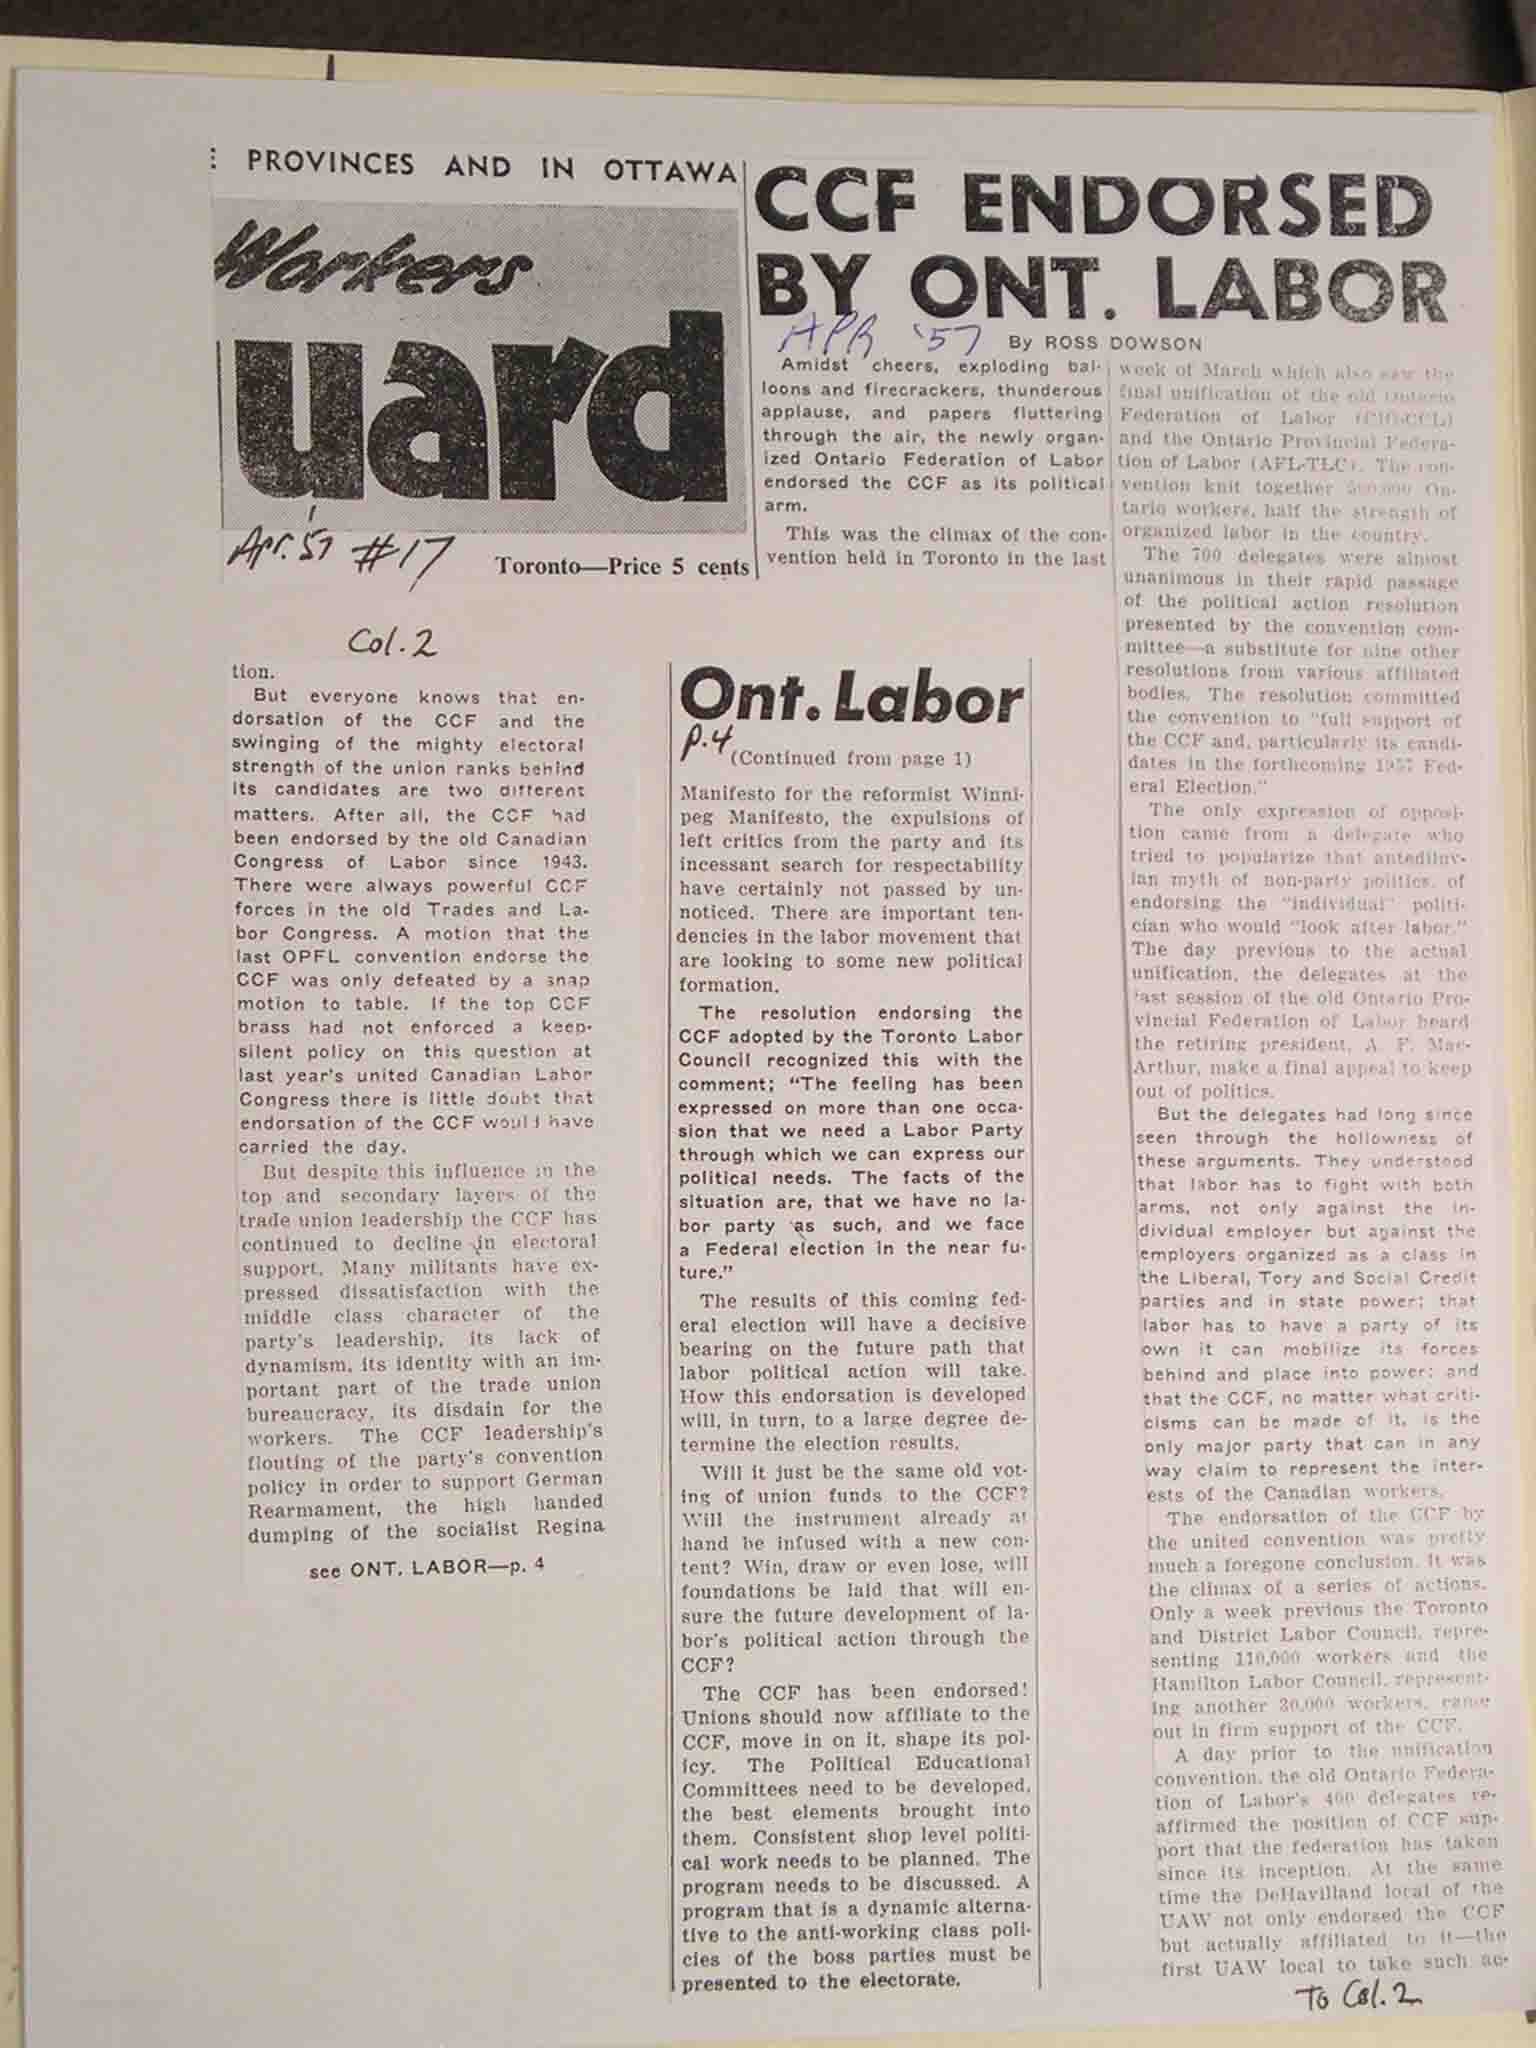 PROVINCES AND IN OTTAWA
Workers
uard
Apr. '57 #17
Toronto—Price 5 cents
CCF ENDORSED
BY ONT. LABOR
APR '57
By ROSS DOWSON
Amidst cheers, exploding bal-
loons and firecrackers, thunderous
applause, and papers fluttering
through the air, the newly organ-
ized Ontario Federation of Labor
endorsed the CCF as its political
arm.
This was the climax of the con-
vention held in Toronto in the last
week of March which also saw the
final unification of the old Ontario
Federation of Labor (CIO-CCL)
and the Ontario Provincial Federa-
tion of Labor (AFL-TLC). The con-
vention knit together 500,000 On-
tario workers, half the strength of
organized labor in the country.
The 700 delegates were almost
unanimous in their rapid passage
of the political action resolution
presented by the convention com-
mittee—a substitute for nine other
resolutions from various affiliated
bodies. The resolution committed
the convention to "full support of
the CCF and, particularly its candi-
dates in the forthcoming 1957 Fed-
eral Election."
The only expression of opposi-
tion came from a delegate who
tried to popularize that antediluv-
ian myth of non-party politics, of
endorsing the "individual" politi-
cian who would "look after labor."
The day previous to the actual
unification, the delegates at the
last session of the old Ontario Pro-
vincial Federation of Labor heard
the retiring president, A. F. Mac-
Arthur, make a final appeal to keep
out of politics.
But the delegates had long since
seen through the hollowness of
these arguments. They understood
that labor has to fight with both
arms, not only against the in-
dividual employer but against the
employers organized as a class in
the Liberal, Tory and Social Credit
parties and in state power; that
labor has to have a party of its
own it can mobilize its forces
behind and place into power; and
that the CCF, no matter what criti-
cisms can be made of it, is the
only major party that can in any
way claim to represent the inter-
ests of the Canadian workers.
The endorsation of the CCF by
the united convention was pretty
much a foregone conclusion. It was
the climax of a series of actions.
Only a week previous the Toronto
and District Labor Council, repre-
senting 110,000 workers and the
Hamilton Labor Council, represent-
ing another 30,000 workers, came
out in firm support of the CCF.
A day prior to the unification
convention, the old Ontario Federa-
tion of Labor's 400 delegates re-
affirmed the position of CCF sup-
port that the federation has taken
since its inception. At the same
time the DeHavilland local of the
UAW not only endorsed the CCF
but actually affiliated to it—the
first UAW local to take such ac-
To Col. 2
Col. 2
tion.
But everyone knows that en-
dorsation of the CCF and the
swinging of the mighty electoral
strength of the union ranks behind
its candidates are two different
matters. After all, the CCF had
been endorsed by the old Canadian
Congress of Labor since 1943.
There were always powerful CCF
forces in the old Trades and La-
bor Congress. A motion that the
last OPFL convention endorse the
CCF was only defeated by a snap
motion to table. If the top CCF
brass had not enforced a keep-
silent policy on this question at
last year's united Canadian Labor
Congress there is little doubt that
endorsation of the CCF would have
carried the day.
But despite this influence in the
top and secondary layers of the
trade union leadership the CCF has
continued to decline in electoral
support. Many militants have ex-
pressed dissatisfaction with the
middle class character of the
party's leadership, its lack of
dynamism, its identity with an im-
portant part of the trade union
bureaucracy, its disdain for the
workers. The CCF leadership's
flouting of the party's convention
policy in order to support German
Rearmament, the high handed
dumping of the socialist Regina
see ONT. LABOR—p. 4
Ont. Labor
p.4
(Continued from page 1)
Manifesto for the reformist Winni-
peg Manifesto, the expulsions of
left critics from the party and its
incessant search for respectability
have certainly not passed by un-
noticed. There are important ten-
dencies in the labor movement that
are looking to some new political
formation.
The resolution endorsing the
CCF adopted by the Toronto Labor
Council recognized this with the
comment; "The feeling has been
expressed on more than one occa-
sion that we need a Labor Party
through which we can express our
political needs. The facts of the
situation are, that we have no la-
bor party as such, and we face
a Federal election in the near fu-
ture."
The results of this coming fed-
eral election will have a decisive
bearing on the future path that
labor political action will take.
How this endorsation is developed
will, in turn, to a large degree de-
termine the election results.
Will it just be the same old vot-
ing of union funds to the CCF?
Will the instrument already at
hand be infused with a new con-
tent? Win, draw or even lose, will
foundations be laid that will en-
sure the future development of la-
bor's political action through the
CCF?
The CCF has been endorsed!
Unions should now affiliate to the
CCF, move in on it, shape its pol-
icy. The Political Educational
Committees need to be developed,
the best elements brought into
them. Consistent shop level politi-
cal work needs to be planned. The
program needs to be discussed. A
program that is a dynamic alterna-
tive to the anti-working class poli-
cies of the boss parties must be
presented to the electorate.